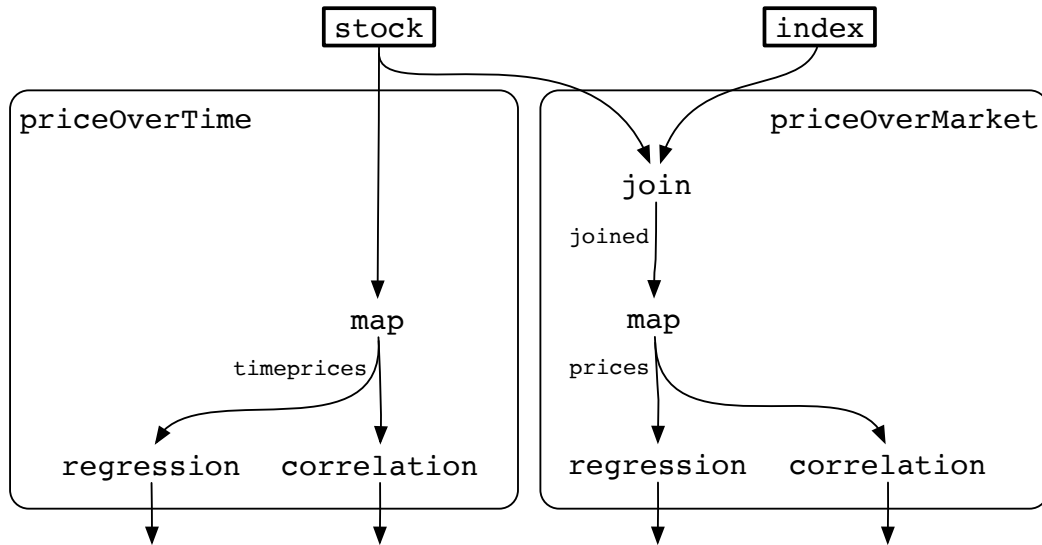 stock
index
priceOverTime
priceOverMarket
join
joined
map
map
timeprices
prices
regression
correlation
regression
correlation